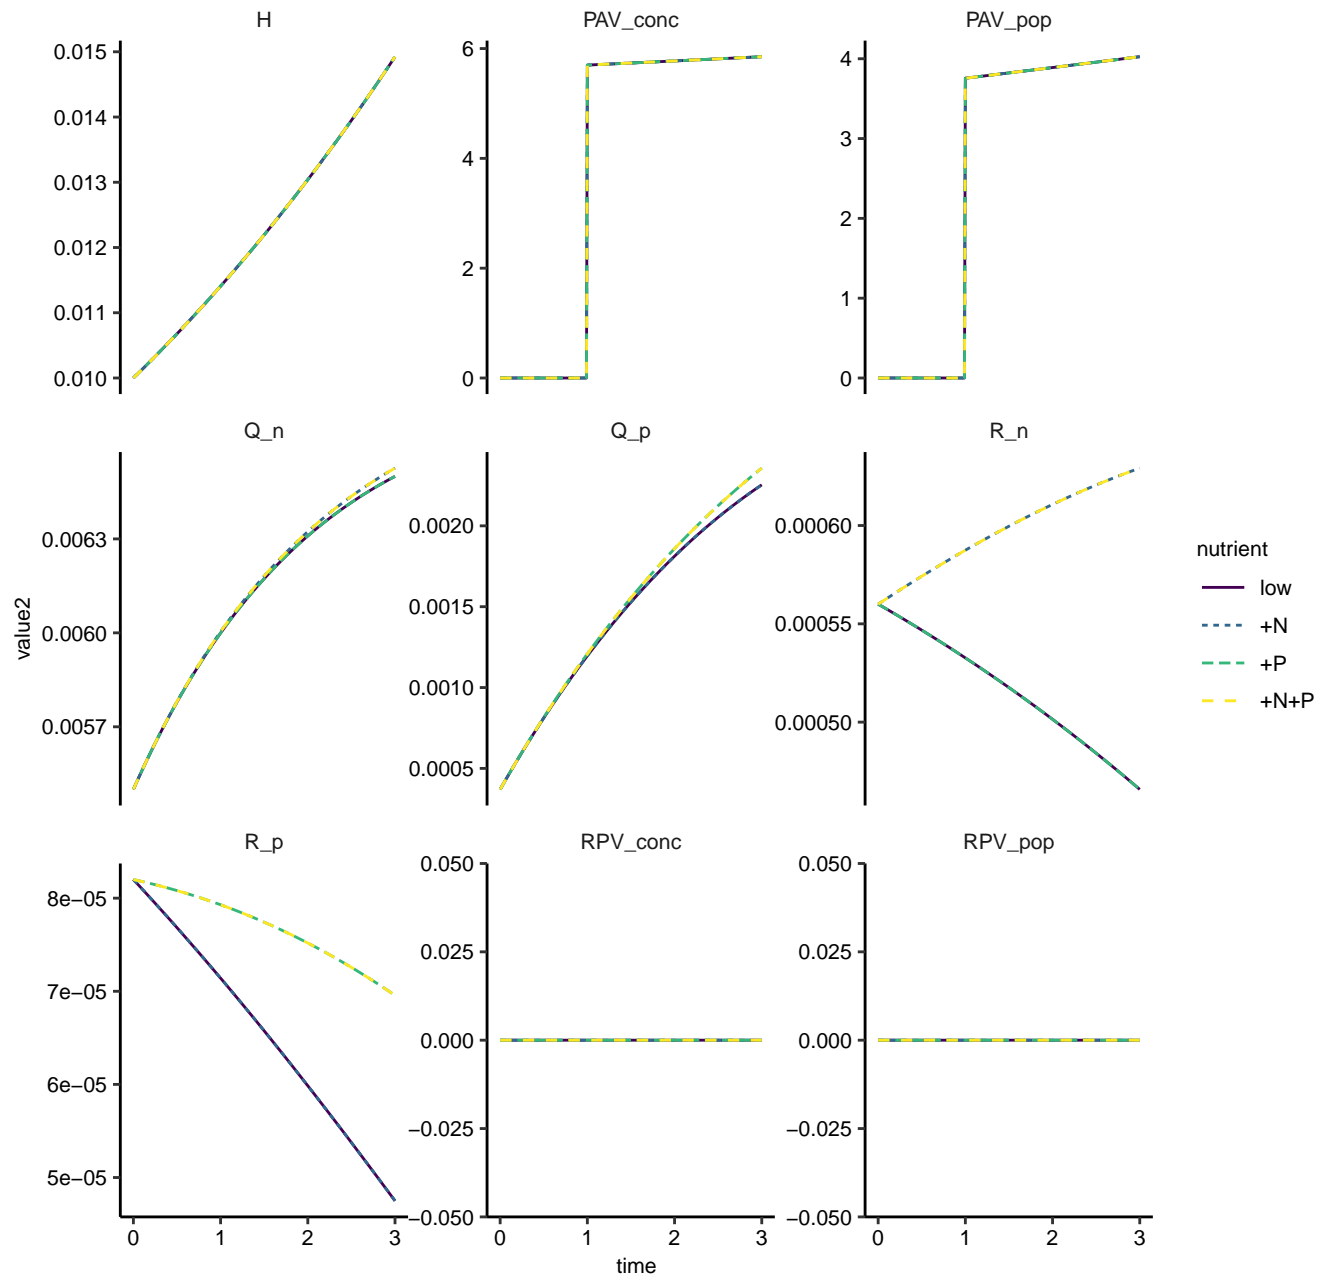 H PAV_conc PAV_pop
0.015
0.014
0.013
0.012
0.011
0.010
6
4
2
0
4
3
2
1
0
Q_n Q_p R_n
0.0063
0.0060
0.0057
0.0020
0.0015
0.0010
0.0005
0.00060
0.00055
0.00050
R_p RPV_conc RPV_pop
8e−05
7e−05
6e−05
5e−05
0.050
0.025
0.000
−0.025
−0.050
0.050
0.025
0.000
−0.025
−0.050
0 1 2 3
0 1 2 3
0 1 2 3
time
value2
nutrient
low
+N
+P
+N+P